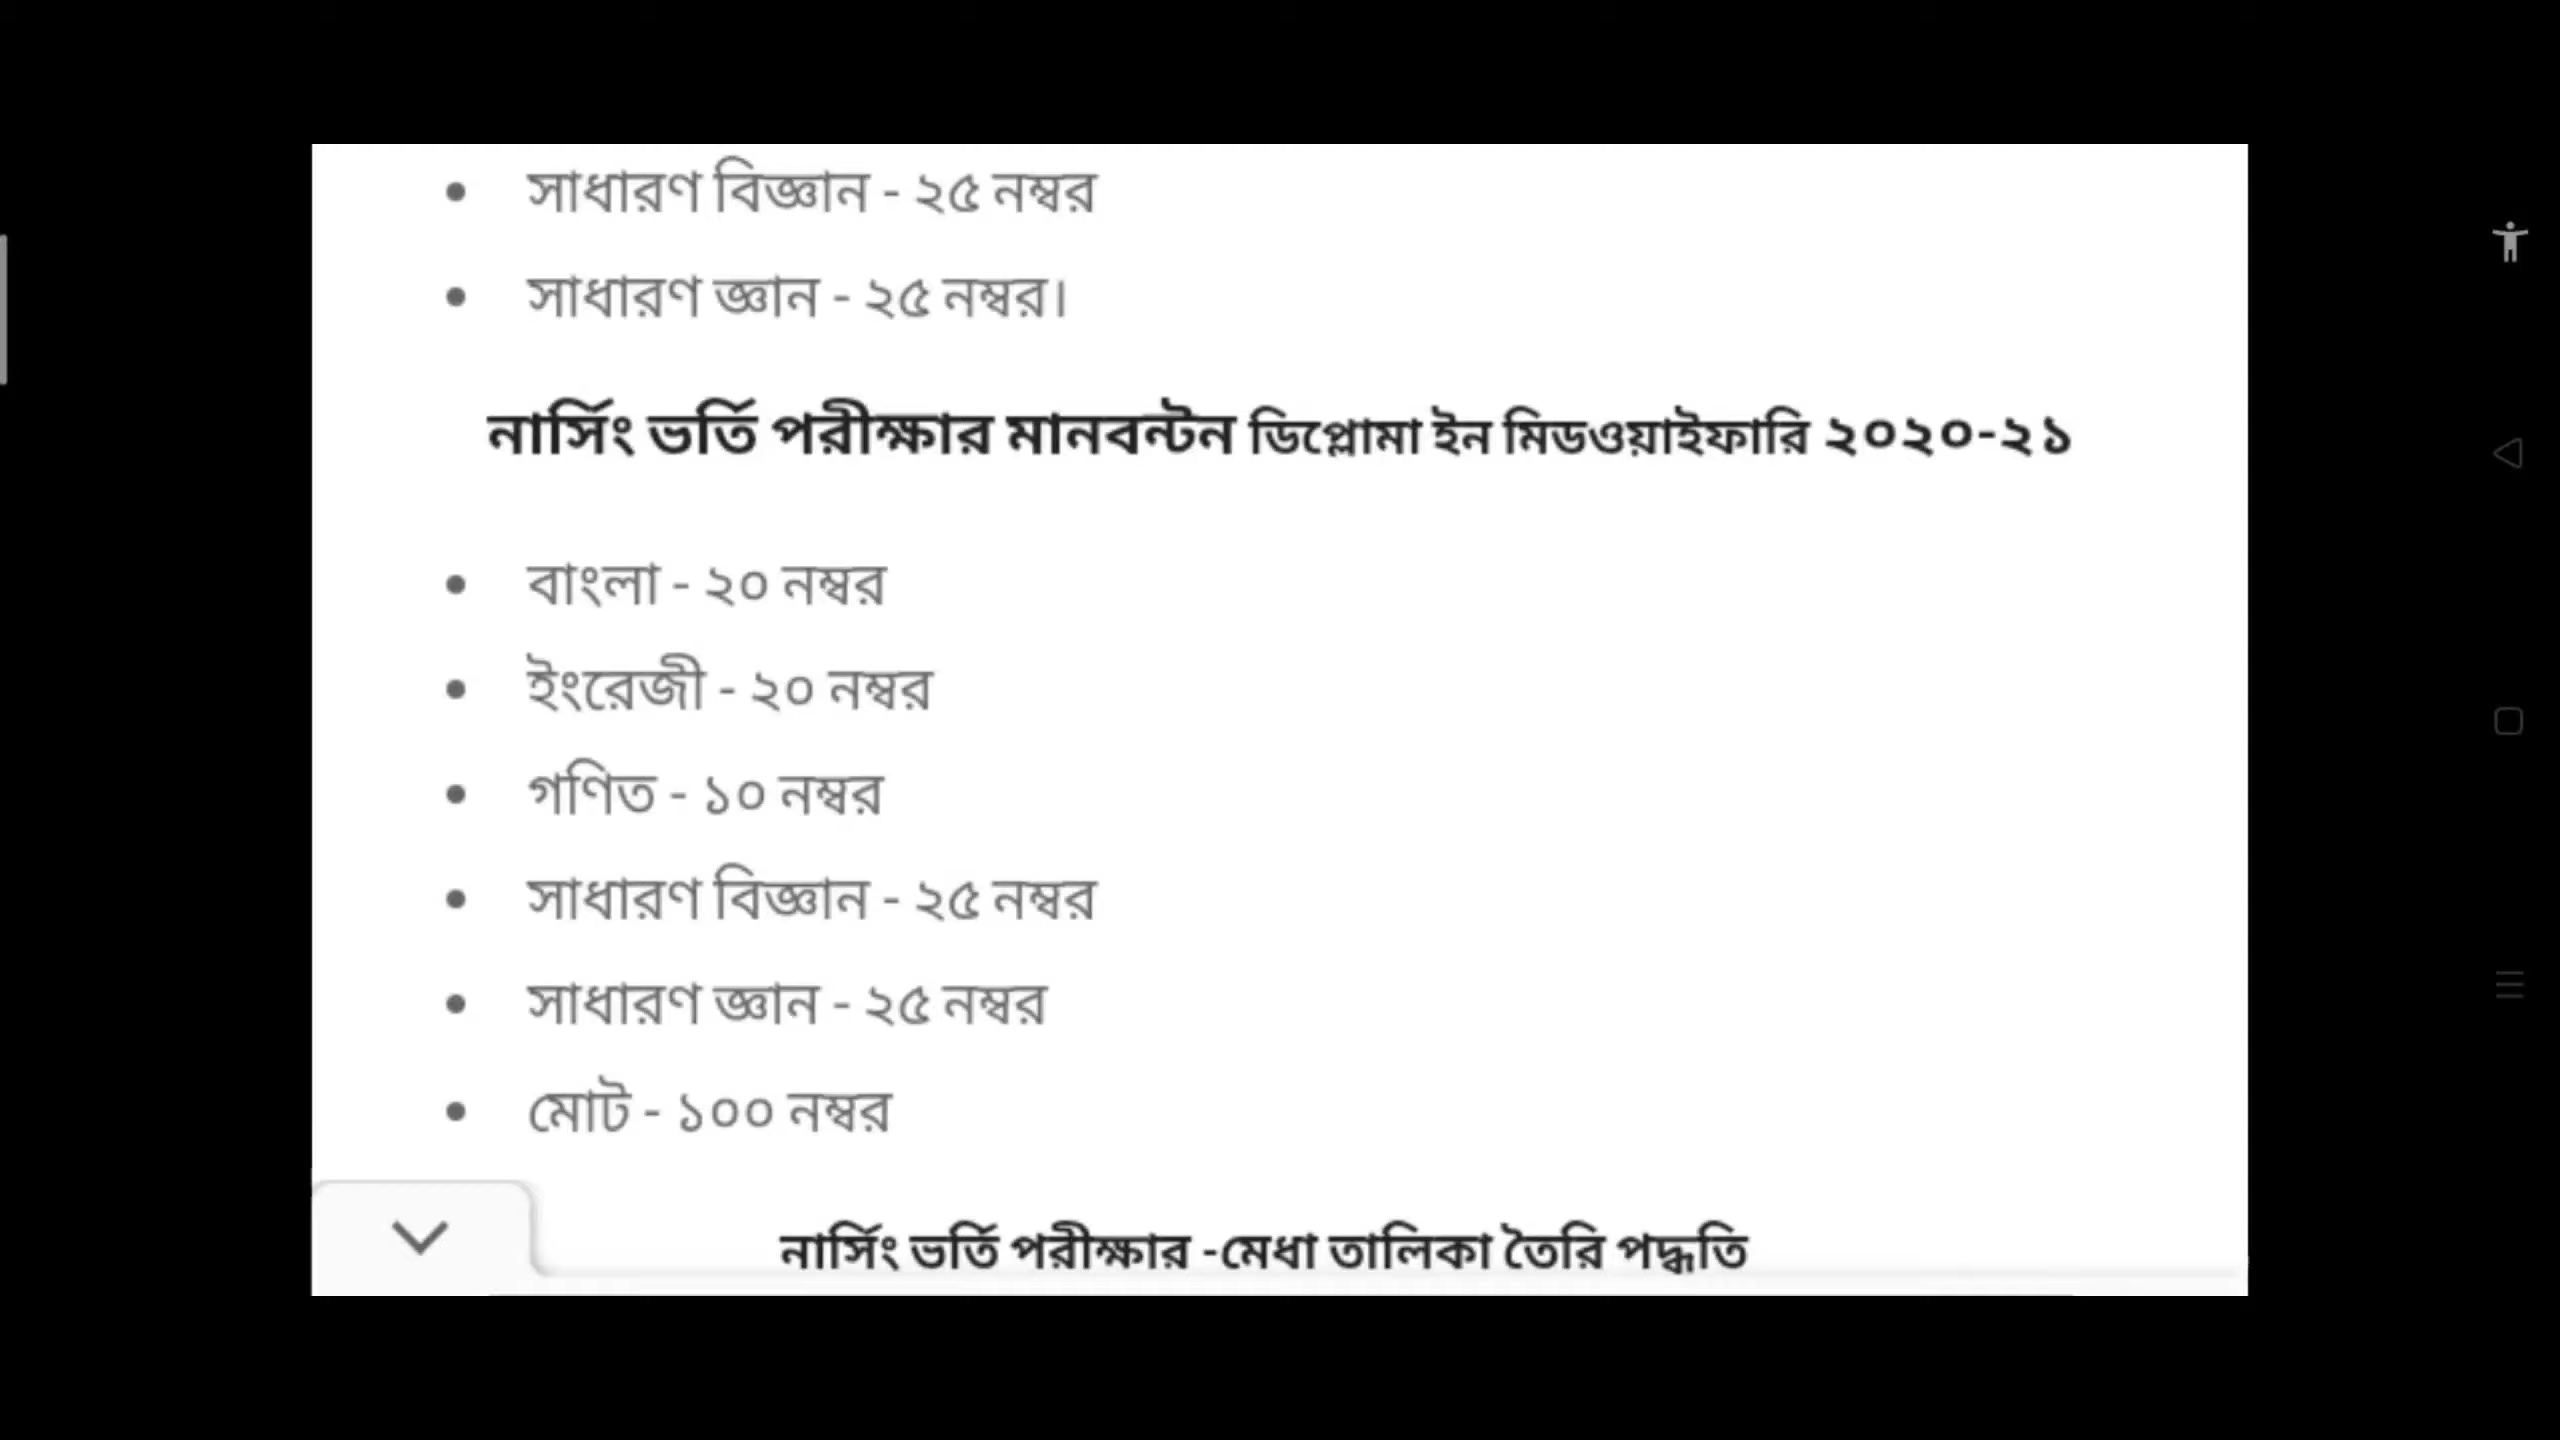 • সাধারণ বিজ্ঞান - ২৫ নম্বর
• সাধারণ জ্ঞান - ২৫ নম্বর।
নার্সিং ভর্তি পরীক্ষার মানবন্টন ডিপ্লোমা ইন মিডওয়াইফারি ২০২০-২১
• বাংলা - ২০ নম্বর
• ইংরেজী - ২০ নম্বর
• গণিত - ১০ নম্বর
• সাধারণ বিজ্ঞান - ২৫ নম্বর
• সাধারণ জ্ঞান - ২৫ নম্বর
• মোট - ১০০ নম্বর
নার্সিং ভর্তি পরীক্ষার -মেধা তালিকা তৈরি পদ্ধতি